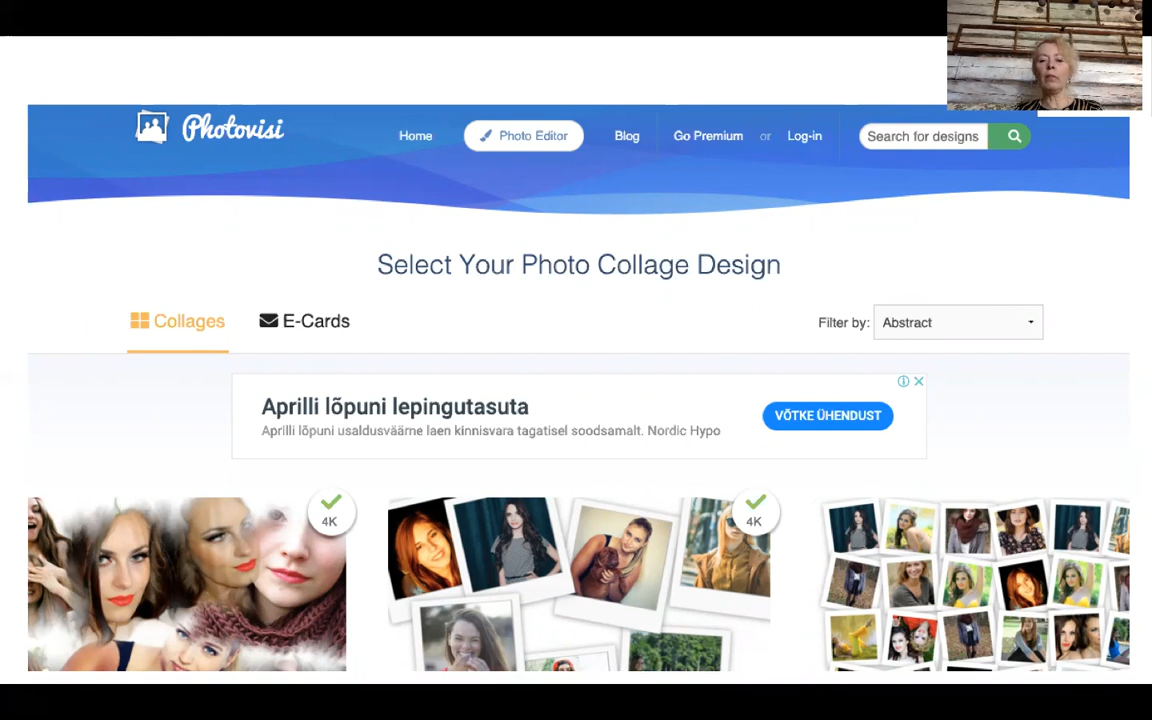 Photovisi
Home
Photo Editor
Blog
Go Premium or Log-in
Search for designs
Select Your Photo Collage Design
Collages
E-Cards
Filter by: Abstract
Aprilli lõpuni lepingutasuta
Aprilli lõpuni usaldusväärne laen kinnisvara tagatisel soodsamalt. Nordic Hypo
VÕTKE ÜHENDUST
4K
4K